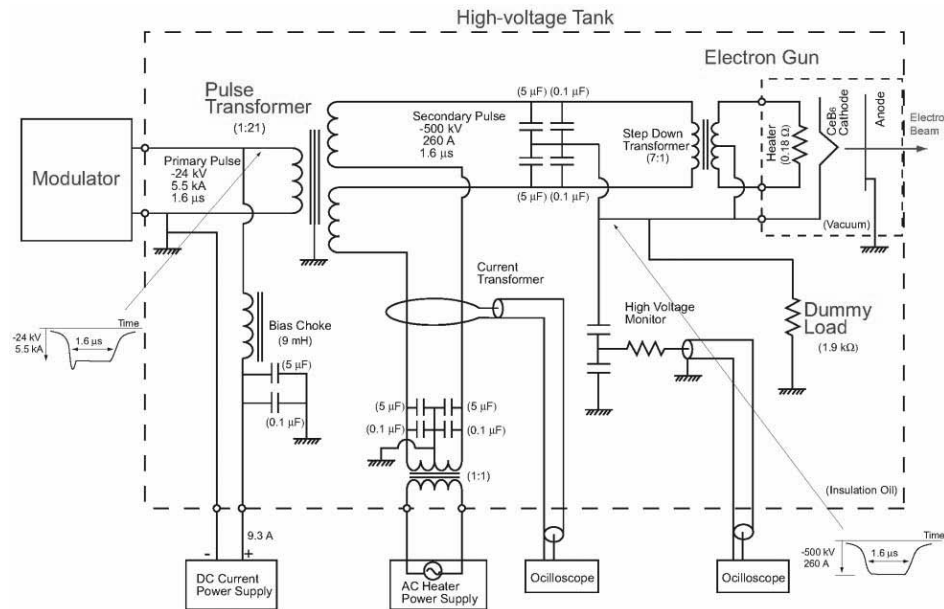 High-voltage Tank
Electron Gun
Pulse
Transformer
(1:21)
(5 µF) (0.1 µF)
Secondary Pulse
-500 kV
260 A
1.6 µs
Step Down
Transformer
(7:1)
Heater
(0.18 Ω)
CeB6
Cathode
Anode
Electro
Beam
Modulator
Primary Pulse
-24 kV
5.5 kA
1.6 µs
(5 µF) (0.1 µF)
(Vacuum)
Current
Transformer
High Voltage
Monitor
Dummy
Load
(1.9 kΩ)
Time
-24 kV
5.5 kA
1.6 µs
Bias Choke
(9 mH)
(5 µF)
(0.1 µF)
(5 µF)
(5 µF)
(0.1 µF)
(0.1 µF)
(1:1)
(Insulation Oil)
9.3 A
- +
DC Current
Power Supply
AC Heater
Power Supply
Ocilloscope
Ocilloscope
Time
-500 kV
260 A
1.6 µs